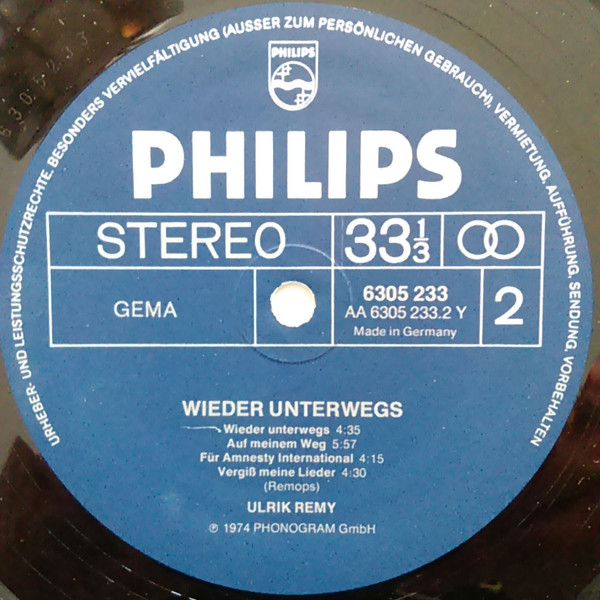 URHEBER- UND LEISTUNGSSCHUTZRECHTE. BESONDERS VERVIELFÄLTIGUNG (AUSSER ZUM PERSÖNLICHEN GEBRAUCH), VERMIETUNG, AUFFÜHRUNG, SENDUNG, VORBEHALTEN
PHILIPS
PHILIPS
STEREO 33⅓
GEMA
6305 233
AA 6305 233.2 Y
Made in Germany
2
WIEDER UNTERWEGS
Wieder unterwegs 4:35
Auf meinem Weg 5:57
Für Amnesty International 4:15
Vergiß meine Lieder 4:30
(Remops)
ULRIK REMY
℗ 1974 PHONOGRAM GmbH
6305233